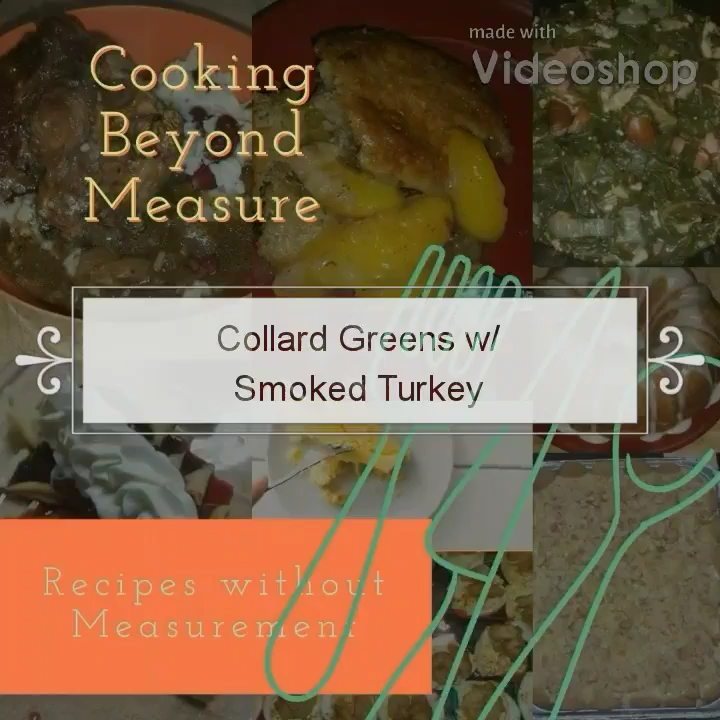 made with
Videoshop
Cooking
Beyond
Measure
Collard Greens w/
Smoked Turkey
Recipes without
Measurement